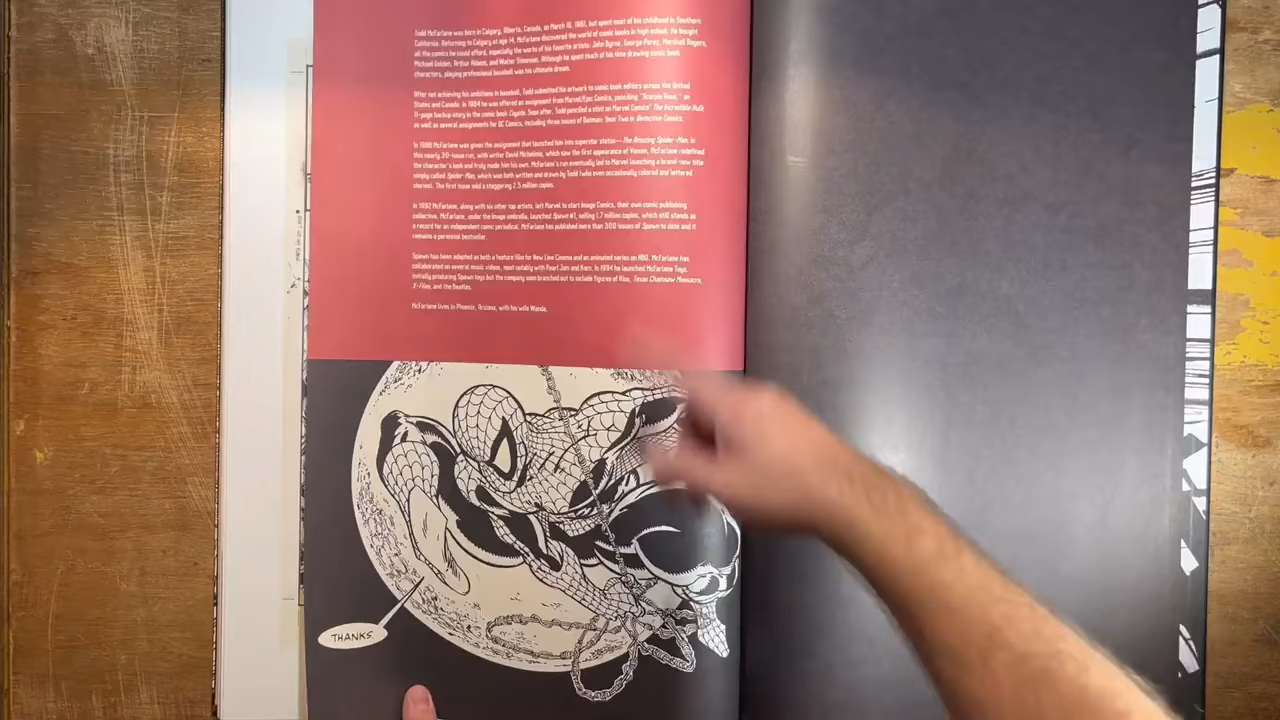 Todd McFarlane was born in Calgary, Alberta, Canada, on March 16, 1961, but spent most of his childhood in Southern
California. Returning to Calgary at age 14, McFarlane discovered the world of comic books in high school. He bought
all the comics he could afford, especially the works of his favorite artists: John Byrne, George Perez, Marshall Rogers,
Michael Golden, Arthur Adams, and Walter Simonson. Although he spent much of his time drawing comic book
characters, playing professional baseball was his ultimate dream.
After not achieving his ambitions in baseball, Todd submitted his artwork to comic book editors across the United
States and Canada. In 1984 he was offered an assignment from Marvel/Epic Comics, penciling "Scorpio Rose," an
11-page backup story in the comic book Coyote. Soon after, Todd penciled a stint on Marvel Comics' The Incredible Hulk
as well as several assignments for DC Comics, including three issues of Batman: Year Two in Detective Comics.
In 1988 McFarlane was given the assignment that launched him into superstar status—The Amazing Spider-Man. In
this nearly 30-issue run, with writer David Michelinie, which saw the first appearance of Venom, McFarlane redefined
the character's look and truly made him his own. McFarlane's run eventually led to Marvel launching a brand-new title
simply called Spider-Man, which was both written and drawn by Todd (who even occasionally colored and lettered
stories). The first issue sold a staggering 2.5 million copies.
In 1992 McFarlane, along with six other top artists, left Marvel to start Image Comics, their own comic publishing
collective. McFarlane, under the Image umbrella, launched Spawn #1, selling 1.7 million copies, which still stands as
a record for an independent comic periodical. McFarlane has published more than 300 issues of Spawn to date and it
remains a perennial bestseller.
Spawn has been adapted as both a feature film for New Line Cinema and an animated series on HBO. McFarlane has
collaborated on several music videos, most notably with Pearl Jam and Korn. In 1994 he launched McFarlane Toys,
initially producing Spawn toys but the company soon branched out to include figures of Kiss, Texas Chainsaw Massacre,
X-Files, and the Beatles.
McFarlane lives in Phoenix, Arizona, with his wife Wanda.
THANKS.